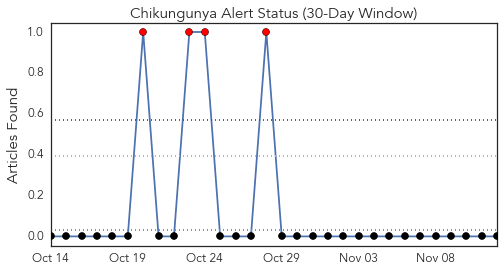 Chikungunya Alert Status (30-Day Window)
Articles Found
1.0
0.8
0.6
0.4
0.2
0.0
Oct 14 Oct 19 Oct 24 Oct 29 Nov 03 Nov 08